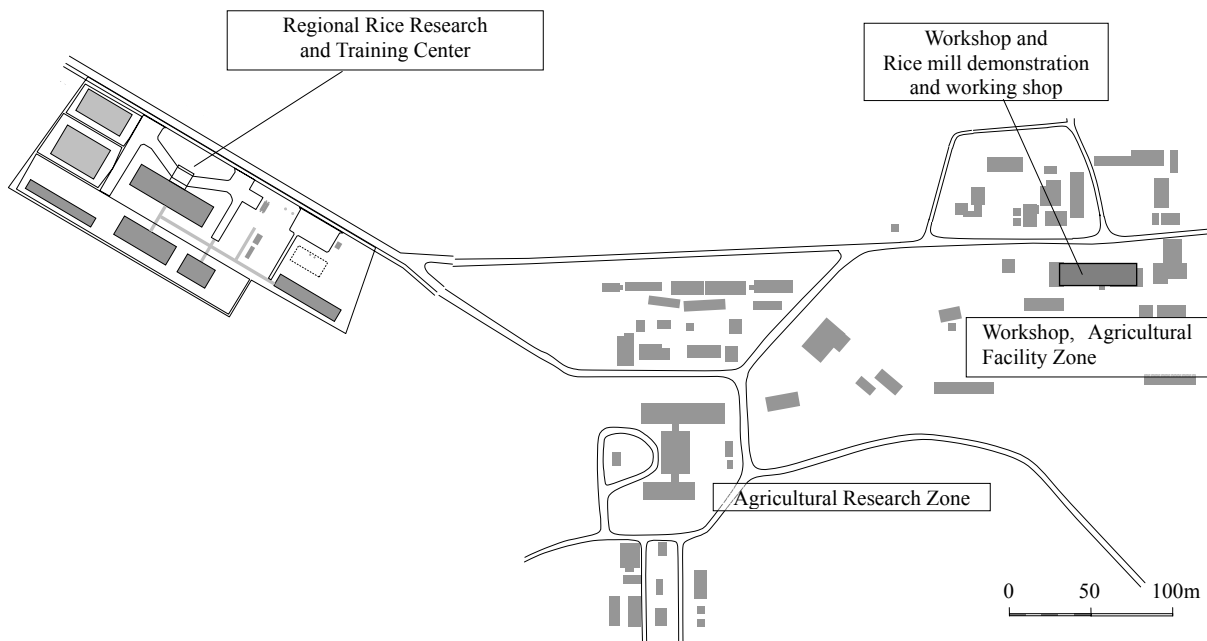 Regional Rice Research
and Training Center
Workshop and
Rice mill demonstration
and working shop
Workshop, Agricultural
Facility Zone
Agricultural Research Zone
0 50 100m